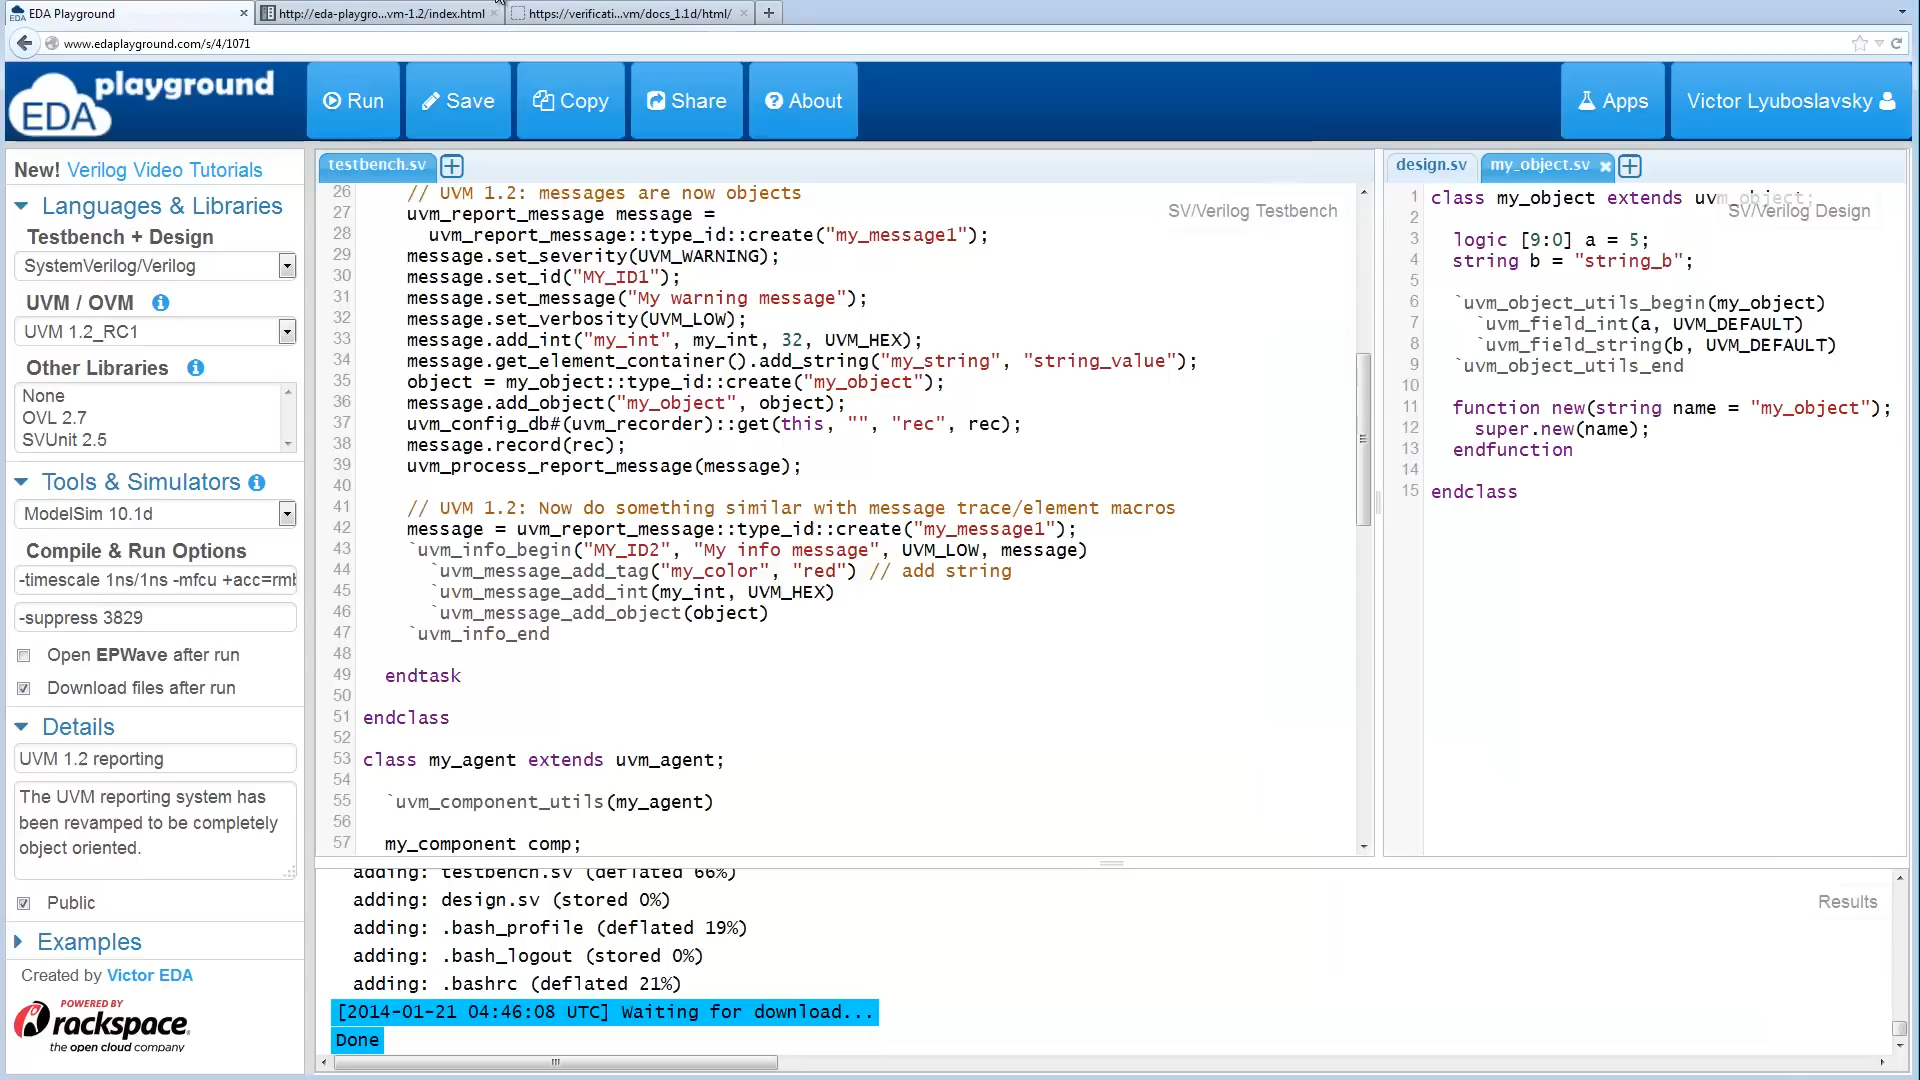 EDA Playground
http://eda-playgro...vm-1.2/index.html
https://verificati...vm/docs_1.1d/html/
www.edaplayground.com/s/4/1071
EDA playground
Run
Save
Copy
Share
About
Apps
Victor Lyuboslavsky
New! Verilog Video Tutorials
Languages & Libraries
Testbench + Design
SystemVerilog/Verilog
UVM / OVM
UVM 1.2_RC1
Other Libraries
None
OVL 2.7
SVUnit 2.5
Tools & Simulators
ModelSim 10.1d
Compile & Run Options
-timescale 1ns/1ns -mfcu +acc=rmb
-suppress 3829
Open EPWave after run
Download files after run
Details
UVM 1.2 reporting
The UVM reporting system has
been revamped to be completely
object oriented.
Public
Examples
Created by Victor EDA
POWERED BY
rackspace.
the open cloud company
testbench.sv
SV/Verilog Testbench
26 // UVM 1.2: messages are now objects
27 uvm_report_message message =
28 uvm_report_message::type_id::create("my_message1");
29 message.set_severity(UVM_WARNING);
30 message.set_id("MY_ID1");
31 message.set_message("My warning message");
32 message.set_verbosity(UVM_LOW);
33 message.add_int("my_int", my_int, 32, UVM_HEX);
34 message.get_element_container().add_string("my_string", "string_value");
35 object = my_object::type_id::create("my_object");
36 message.add_object("my_object", object);
37 uvm_config_db#(uvm_recorder)::get(this, "", "rec", rec);
38 message.record(rec);
39 uvm_process_report_message(message);
40
41 // UVM 1.2: Now do something similar with message trace/element macros
42 message = uvm_report_message::type_id::create("my_message1");
43 `uvm_info_begin("MY_ID2", "My info message", UVM_LOW, message)
44 `uvm_message_add_tag("my_color", "red") // add string
45 `uvm_message_add_int(my_int, UVM_HEX)
46 `uvm_message_add_object(object)
47 `uvm_info_end
48
49 endtask
50
51 endclass
52
53 class my_agent extends uvm_agent;
54
55 `uvm_component_utils(my_agent)
56
57 my_component comp;
design.sv
my_object.sv
SV/Verilog Design
1 class my_object extends uvm_object;
2
3 logic [9:0] a = 5;
4 string b = "string_b";
5
6 `uvm_object_utils_begin(my_object)
7 `uvm_field_int(a, UVM_DEFAULT)
8 `uvm_field_string(b, UVM_DEFAULT)
9 `uvm_object_utils_end
10
11 function new(string name = "my_object");
12 super.new(name);
13 endfunction
14
15 endclass
adding: testbench.sv (deflated 66%)
adding: design.sv (stored 0%)
adding: .bash_profile (deflated 19%)
adding: .bash_logout (stored 0%)
adding: .bashrc (deflated 21%)
[2014-01-21 04:46:08 UTC] Waiting for download...
Done
Results